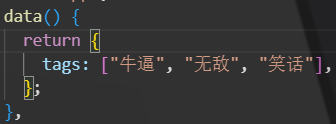 data() {
return {
tags: ["牛逼", "无敌", "笑话"],
};
},